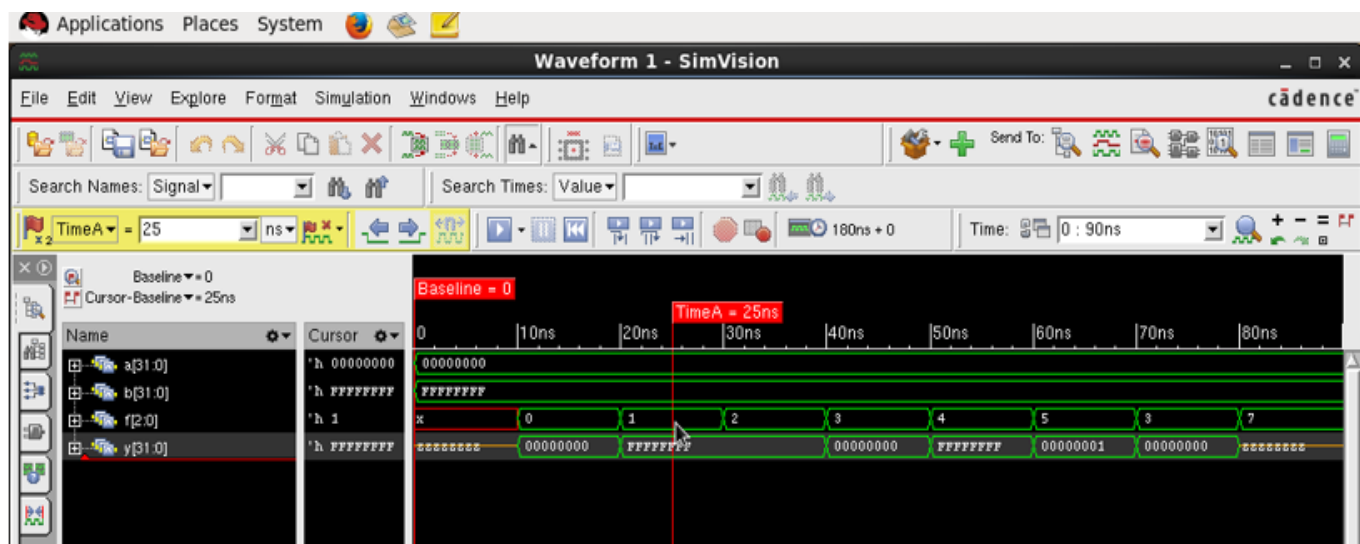 Applications Places System
Waveform 1 - SimVision
File Edit View Explore Format Simulation Windows Help cādence
Send To:
Search Names: Signal Search Times: Value
x2 TimeA = 25 ns 180ns + 0 Time: 0 : 90ns
Baseline = 0
Cursor-Baseline = 25ns
Baseline = 0
TimeA = 25ns
Name Cursor 0 10ns 20ns 30ns 40ns 50ns 60ns 70ns 80ns
a[31:0] 'h 00000000 00000000
b[31:0] 'h FFFFFFFF FFFFFFFF
f[2:0] 'h 1 x 0 1 2 3 4 5 3 7
y[31:0] 'h FFFFFFFF zzzzzzzz 00000000 FFFFFFFF 00000000 FFFFFFFF 00000001 00000000 zzzzzzzz